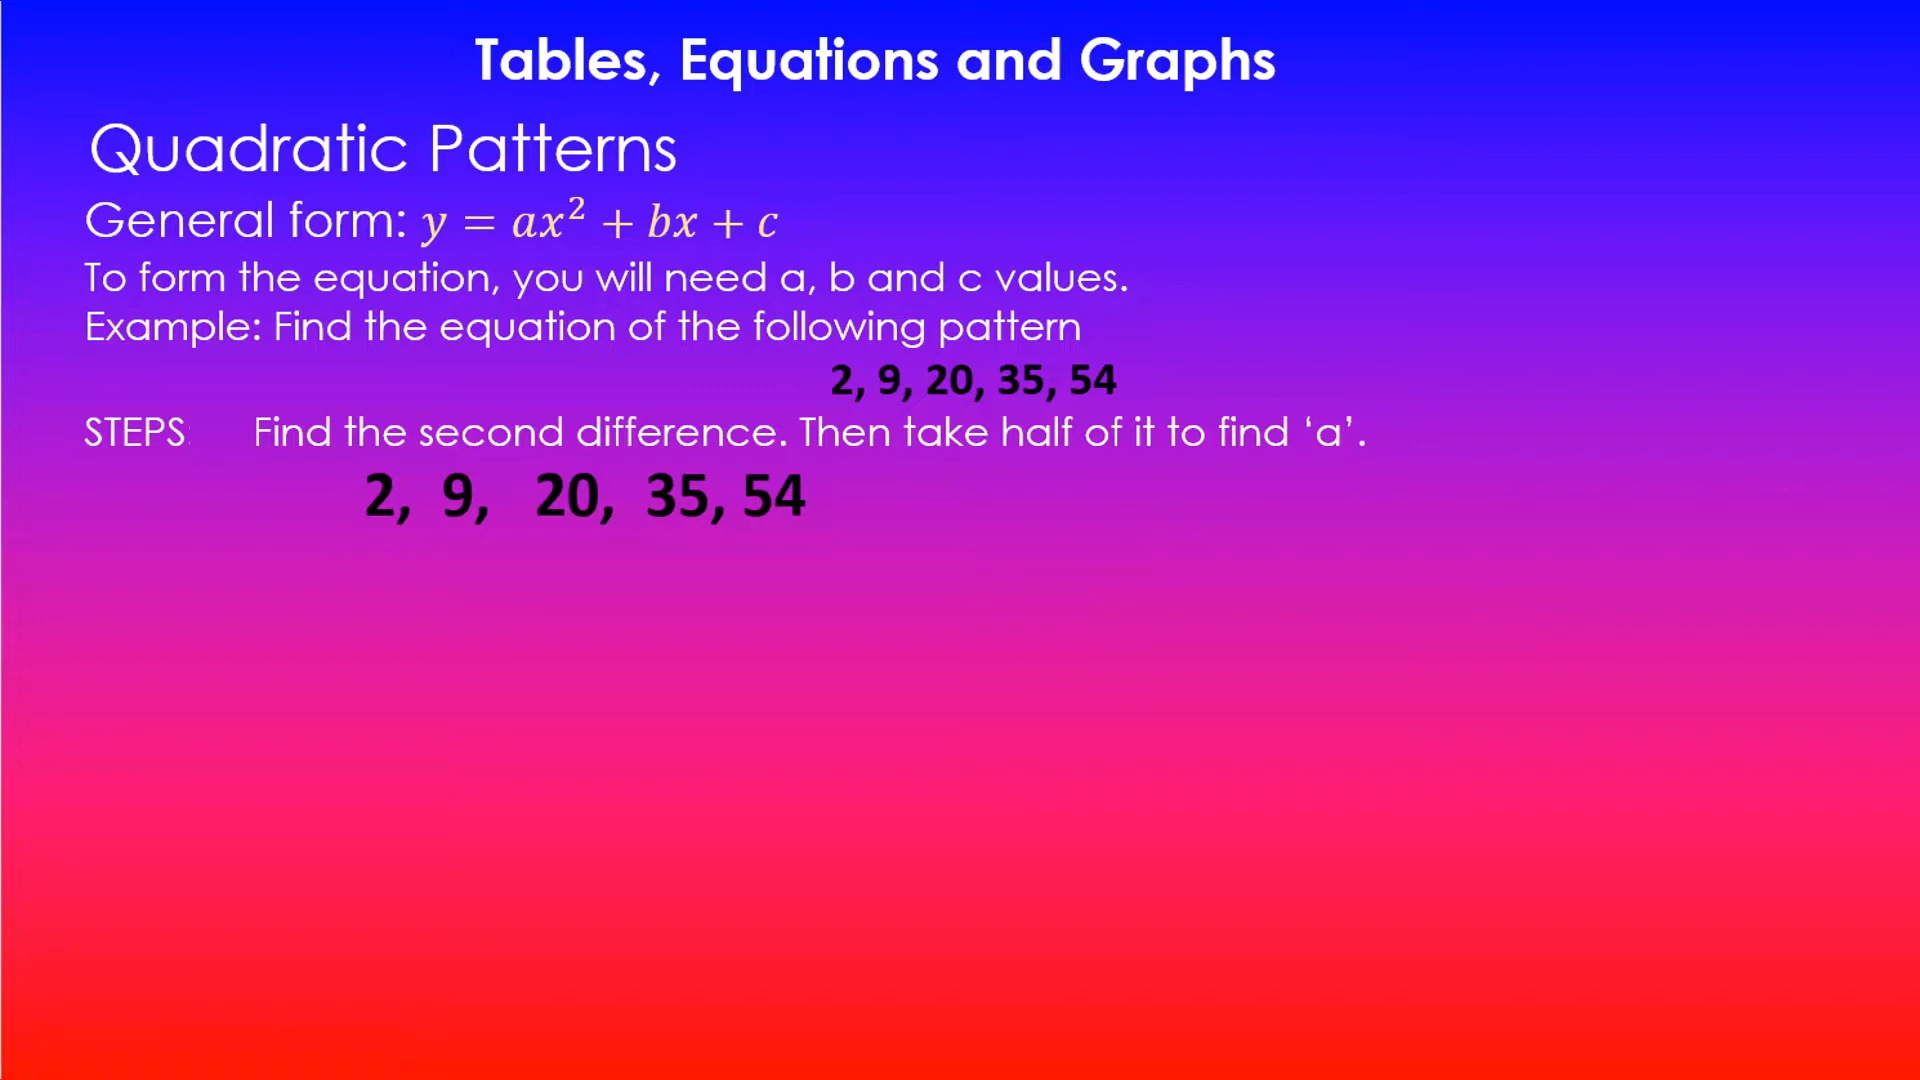 Tables, Equations and Graphs
Quadratic Patterns
General form: y = ax² + bx + c
To form the equation, you will need a, b and c values.
Example: Find the equation of the following pattern
2, 9, 20, 35, 54
STEPS: Find the second difference. Then take half of it to find ‘a’.
2, 9, 20, 35, 54